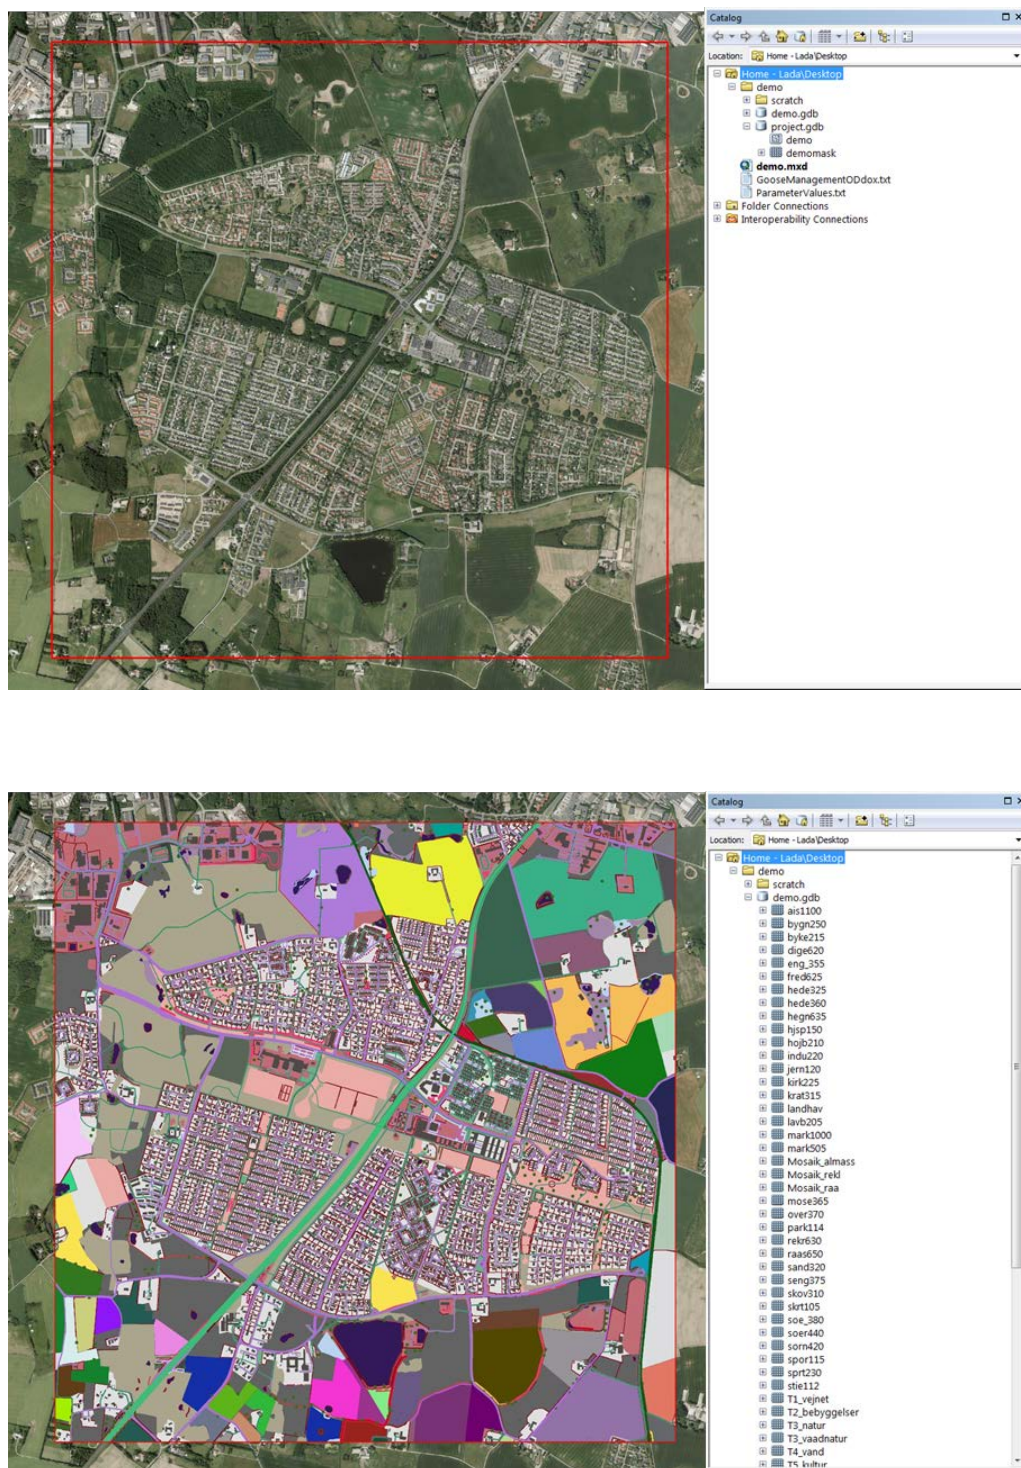 Catalog
Location: Home - Lada\Desktop
Home - Lada\Desktop
demo
scratch
demo.gdb
project.gdb
demo
demomask
demo.mxd
GooseManagementODdox.txt
ParameterValues.txt
Folder Connections
Interoperability Connections
Catalog
Location: Home - Lada\Desktop
Home - Lada\Desktop
demo
scratch
demo.gdb
ais1100
bygn250
byke215
dige620
eng_355
fred625
hede325
hede360
hegn635
hjsp150
hojb210
indu220
jern120
kirk225
krat315
landhav
lavb205
mark1000
mark505
Mosaik_almass
Mosaik_rekl
Mosaik_raa
mose365
over370
park114
rekr630
raas650
sand320
seng375
skov310
skrt105
soe_380
soer440
sorn420
spor115
sprt230
stie112
T1_vejnet
T2_bebyggelser
T3_natur
T3_vaadnatur
T4_vand
T5_kultur